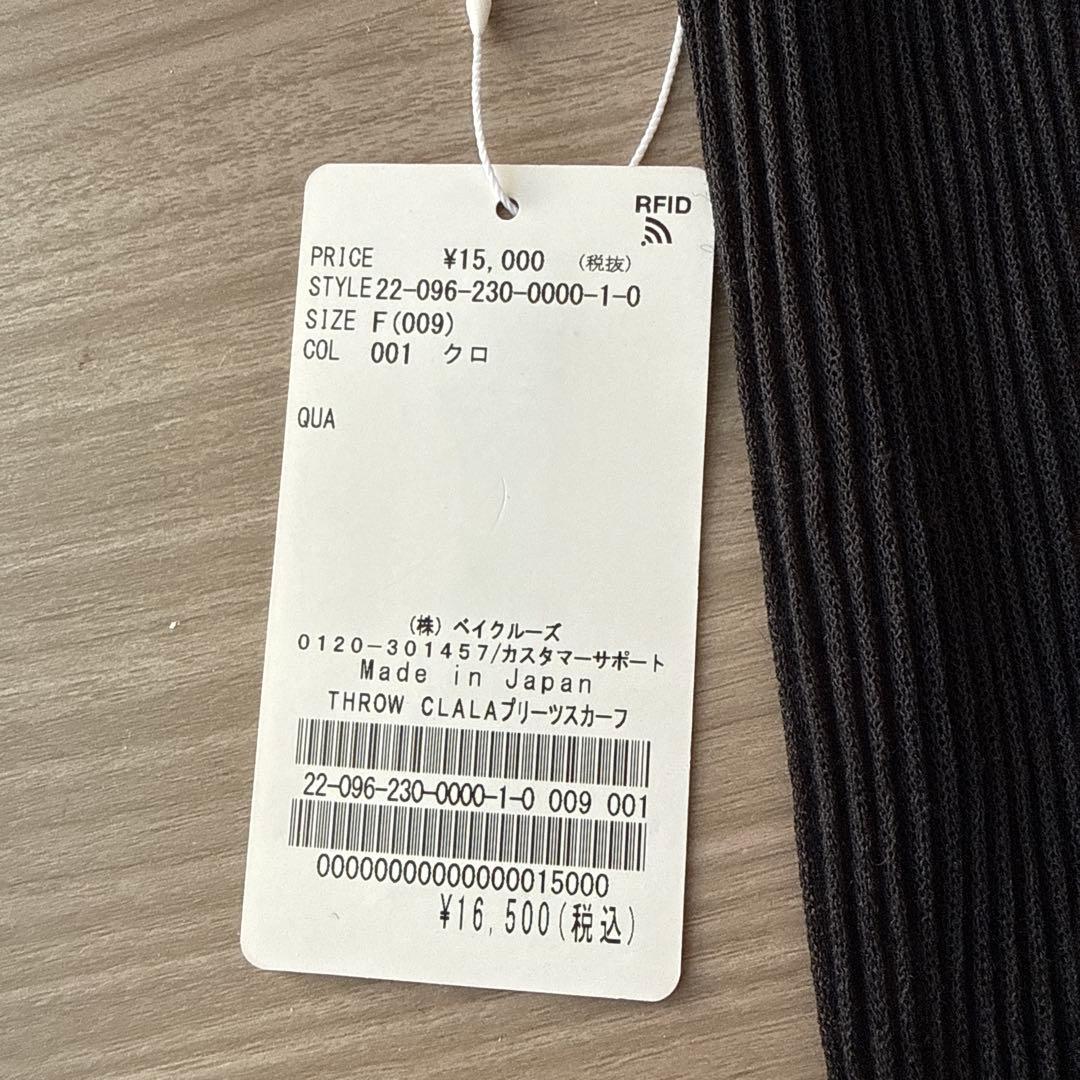 RFID
PRICE ¥15,000 (税抜)
STYLE 22-096-230-0000-1-0
SIZE F(009)
COL 001 クロ
QUA
(株) ベイクルーズ
0120-301457/カスタマーサポート
Made in Japan
THROW CLALAプリーツスカーフ
22-096-230-0000-1-0 009 001
00000000000000015000
¥16,500(税込)